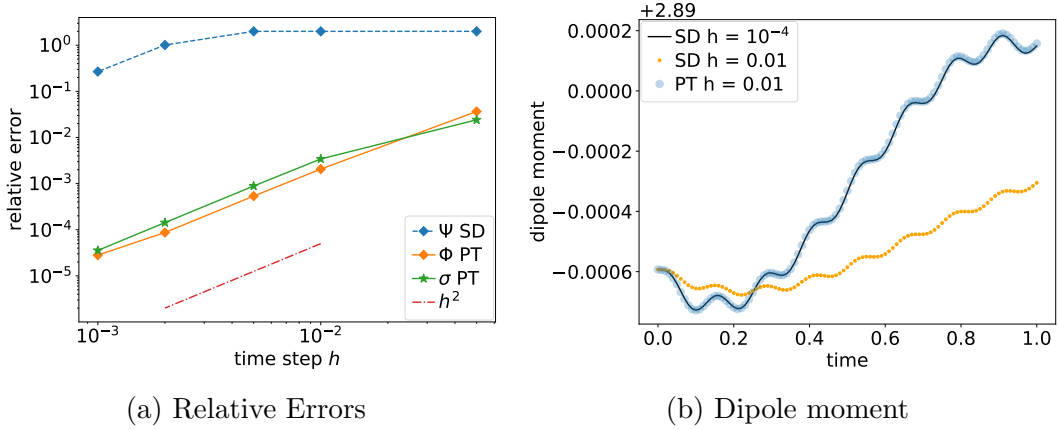 relative error
10⁰
10⁻¹
10⁻²
10⁻³
10⁻⁴
10⁻⁵
Ψ SD
Φ PT
σ PT
h²
10⁻³
10⁻²
time step h
(a) Relative Errors
+2.89
dipole moment
0.0002
0.0000
−0.0002
−0.0004
−0.0006
SD h = 10⁻⁴
SD h = 0.01
PT h = 0.01
0.0 0.2 0.4 0.6 0.8 1.0
time
(b) Dipole moment